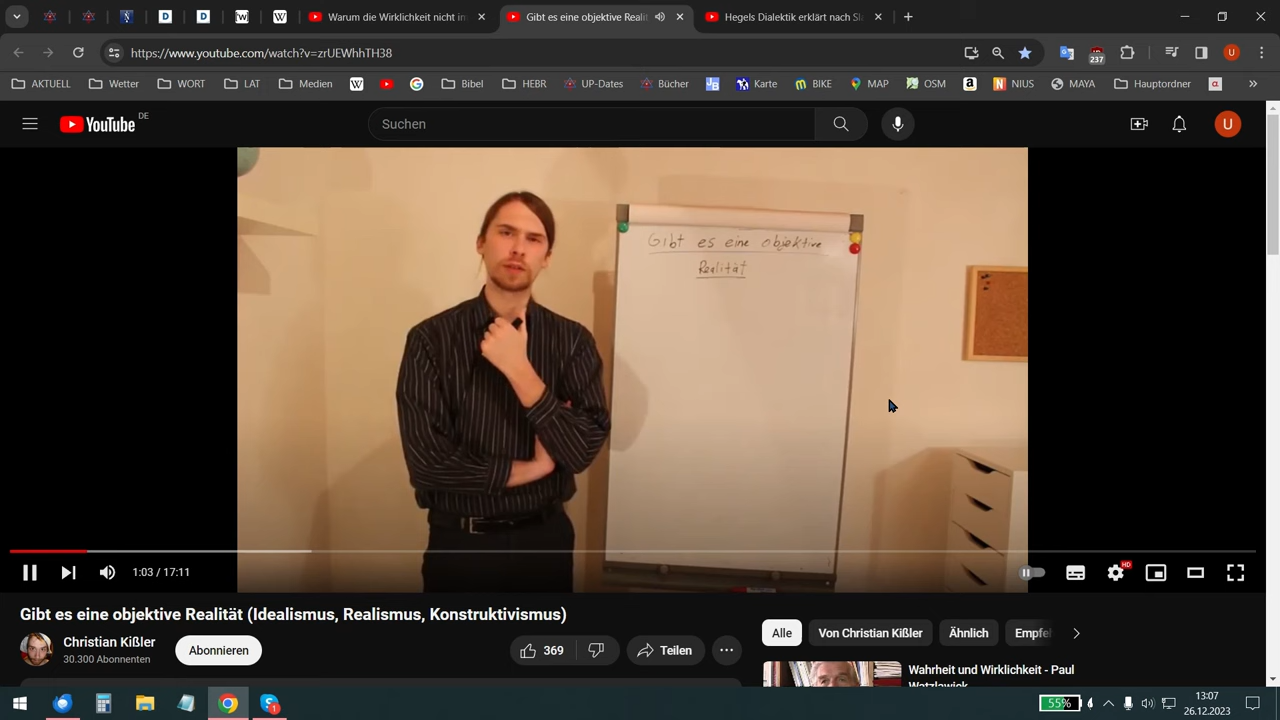 Warum die Wirklichkeit nicht in
Gibt es eine objektive Realit
Hegels Dialektik erklärt nach Sl
https://www.youtube.com/watch?v=zrUEWhhTH38
237
U
AKTUELL
Wetter
WORT
LAT
Medien
Bibel
HEBR
UP-Dates
Bücher
Karte
BIKE
MAP
OSM
NIUS
MAYA
Hauptordner
YouTube DE
Suchen
U
Gibt es eine objektive
Realität
1:03 / 17:11
HD
Gibt es eine objektive Realität (Idealismus, Realismus, Konstruktivismus)
Christian Kißler
30.300 Abonnenten
Abonnieren
369
Teilen
Alle
Von Christian Kißler
Ähnlich
Empfe
Wahrheit und Wirklichkeit - Paul
Watzlawick
55%
13:07
26.12.2023